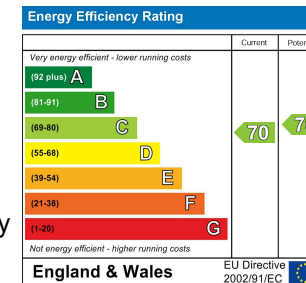 Energy Efficiency Rating
Current
Very energy efficient - lower running costs
(92 plus) A
(81-91) B
(69-80) C
(55-68) D
(39-54) E
(21-38) F
(1-20) G
70
Not energy efficient - higher running costs
England & Wales
EU Directive
2002/91/EC